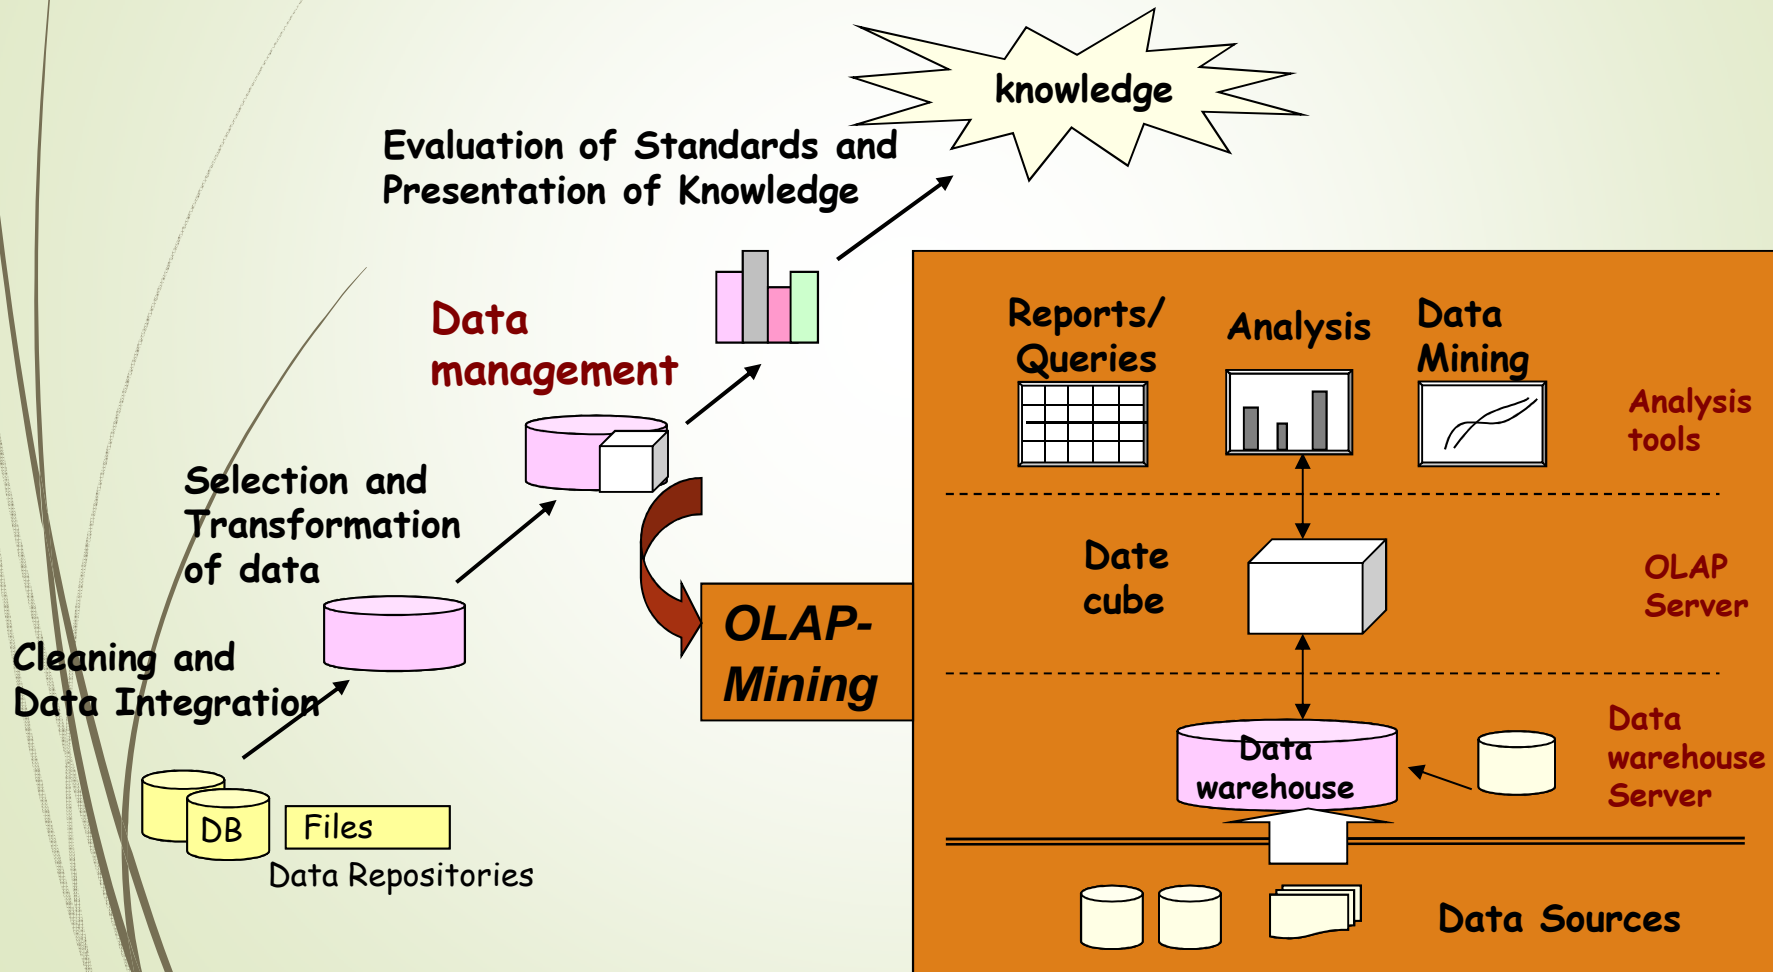 knowledge
Evaluation of Standards and
Presentation of Knowledge
Data
management
Selection and
Transformation
of data
Cleaning and
Data Integration
DB
Files
Data Repositories
OLAP-
Mining
Reports/
Queries
Analysis
Data
Mining
Analysis
tools
Date
cube
OLAP
Server
Data
warehouse
Data
warehouse
Server
Data Sources